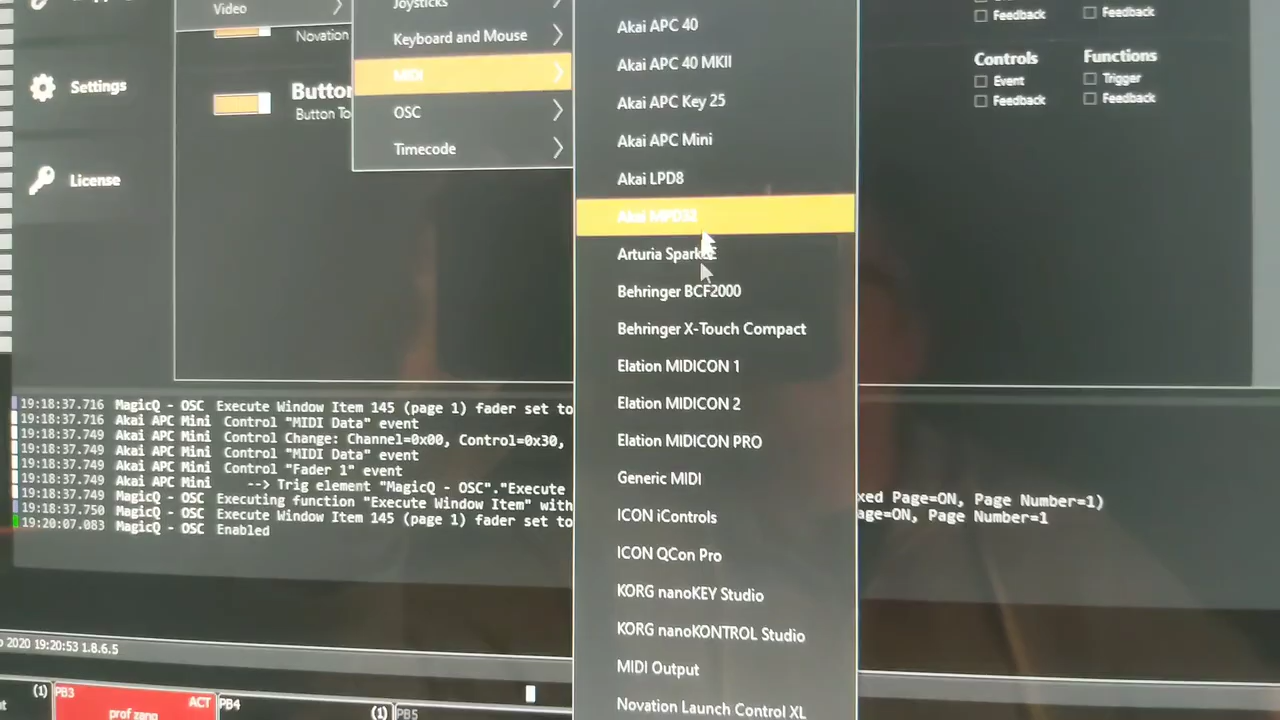 Video
Joysticks
Akai APC 40
Feedback
Feedback
Novation
Keyboard and Mouse
Akai APC 40 MKII
Controls
Functions
Settings
MIDI
Event
Trigger
Button
Akai APC Key 25
Feedback
Feedback
Button To
OSC
Akai APC Mini
Timecode
License
Akai LPD8
Akai MPD32
Arturia Spark LE
Behringer BCF2000
Behringer X-Touch Compact
Elation MIDICON 1
Elation MIDICON 2
Elation MIDICON PRO
Generic MIDI
ICON iControls
ICON QCon Pro
KORG nanoKEY Studio
KORG nanoKONTROL Studio
MIDI Output
Novation Launch Control XL
19:18:37.716 MagicQ - OSC Execute Window Item 145 (page 1) fader set to
19:18:37.716 Akai APC Mini Control "MIDI Data" event
19:18:37.749 Akai APC Mini Control Change: Channel=0x00, Control=0x30,
19:18:37.749 Akai APC Mini Control "MIDI Data" event
19:18:37.749 Akai APC Mini Control "Fader 1" event
19:18:37.749 Akai APC Mini --> Trig element "MagicQ - OSC"."Execute
19:18:37.749 MagicQ - OSC Executing function "Execute Window Item" with xed Page=ON, Page Number=1)
19:18:37.750 MagicQ - OSC Execute Window Item 145 (page 1) fader set to age=ON, Page Number=1
19:20:07.083 MagicQ - OSC Enabled
2020 19:20:53 1.8.6.5
(1) PB3 ACT PB4 (1) PB5
prof zang